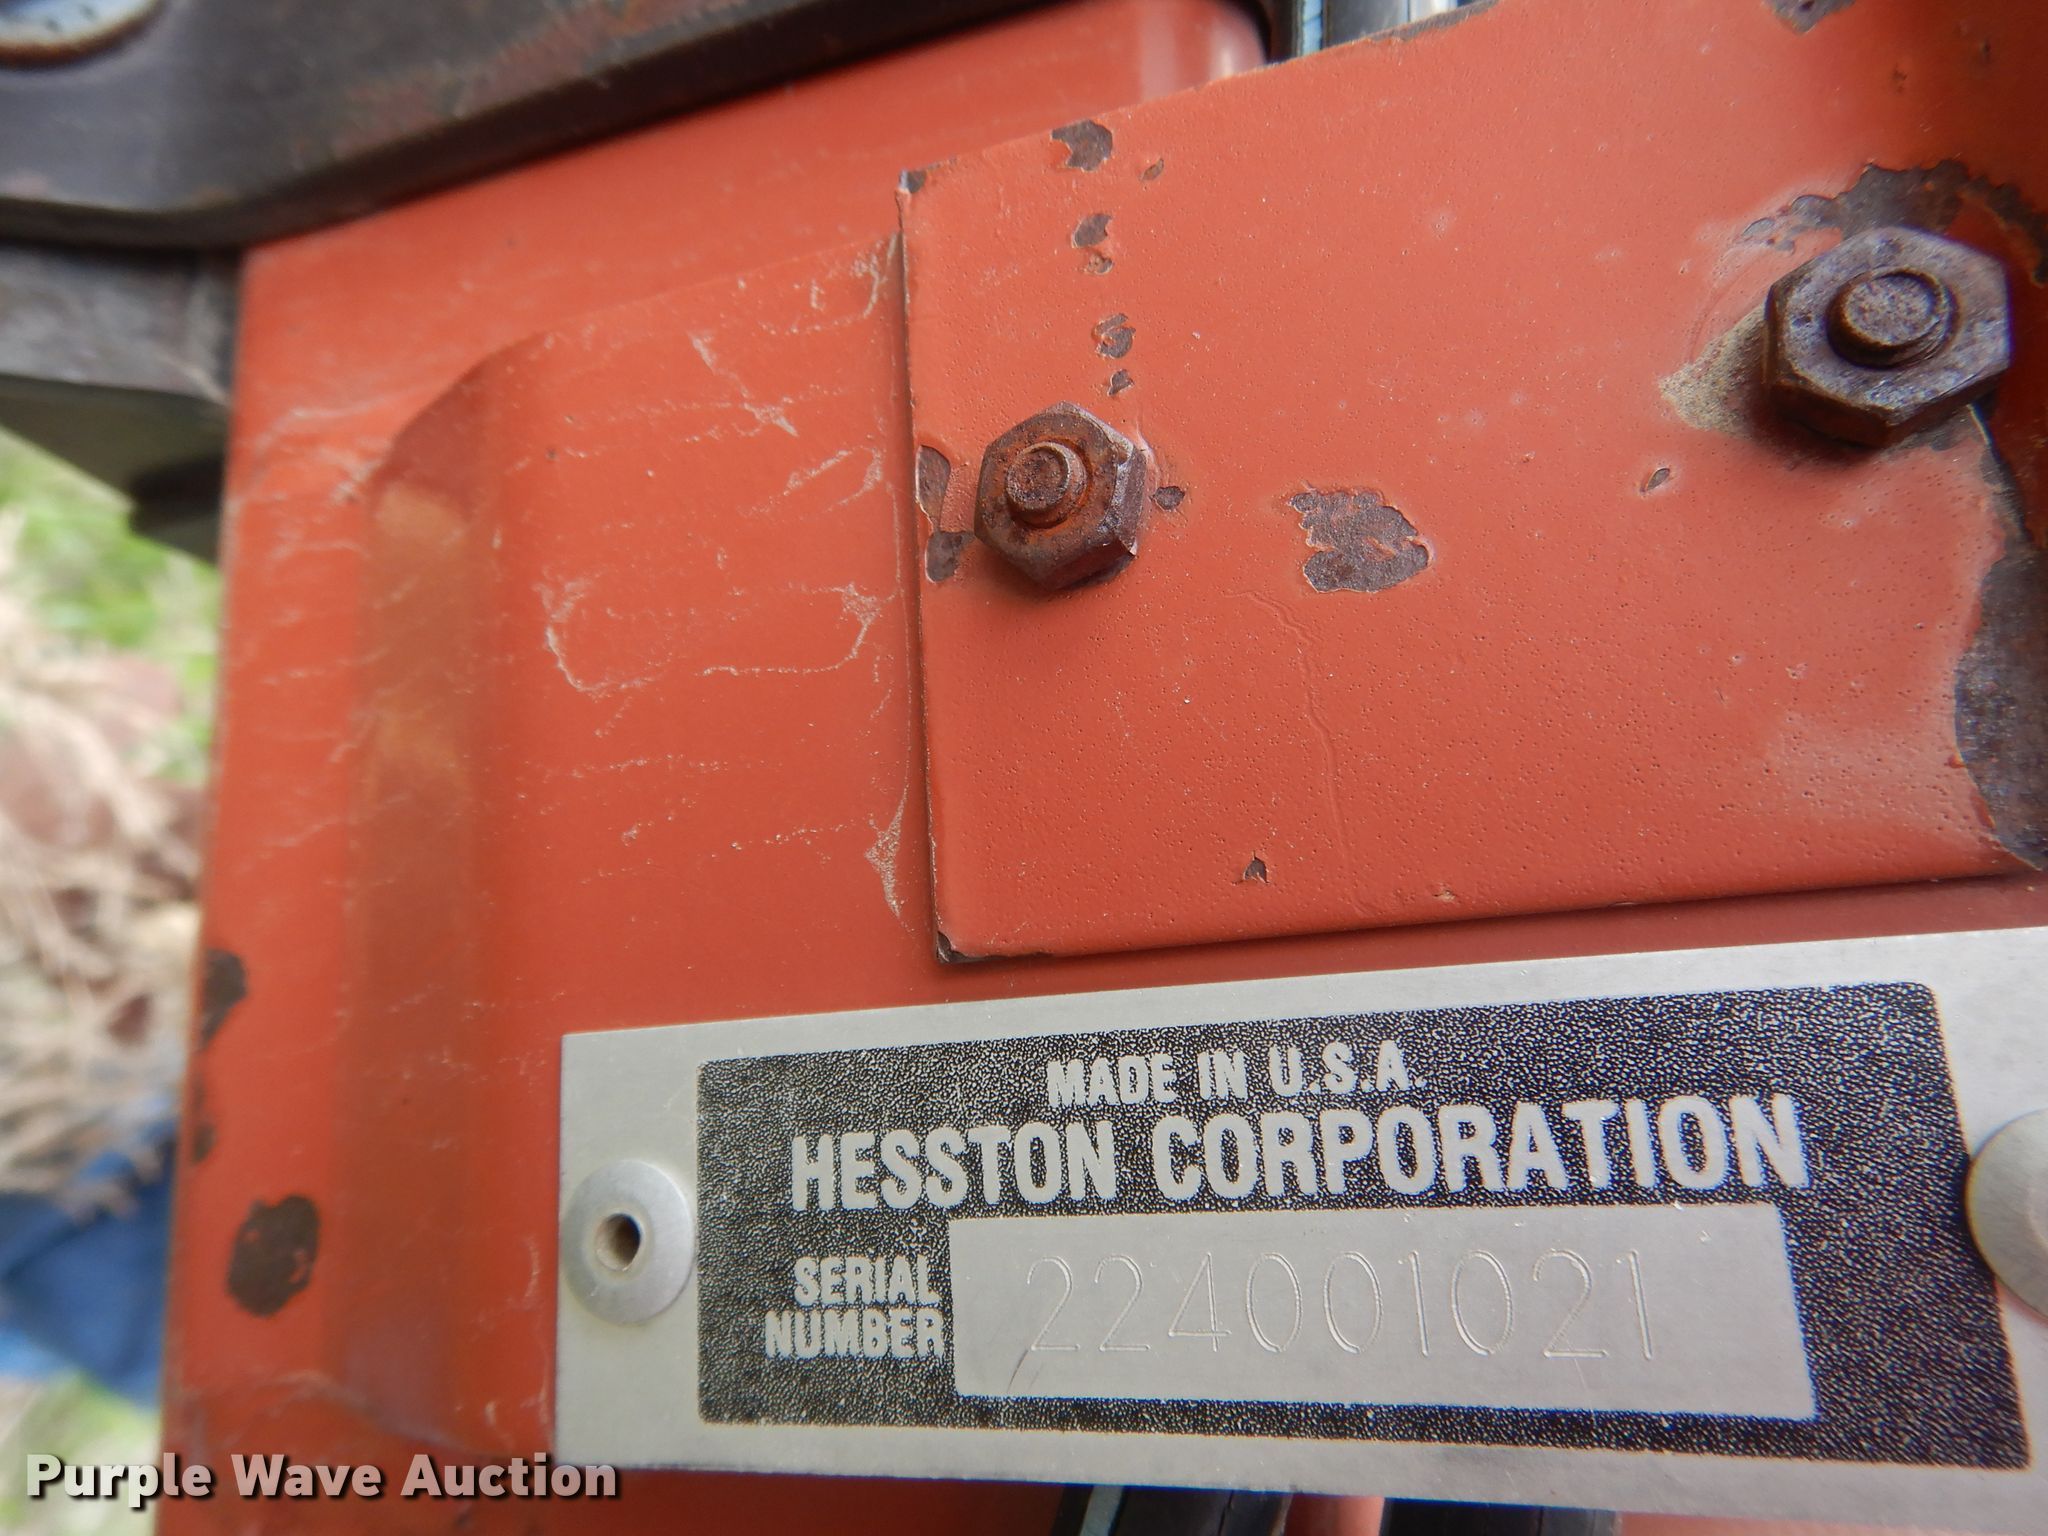 MADE IN U.S.A.
HESSTON CORPORATION
SERIAL
NUMBER
224001021
Purple Wave Auction